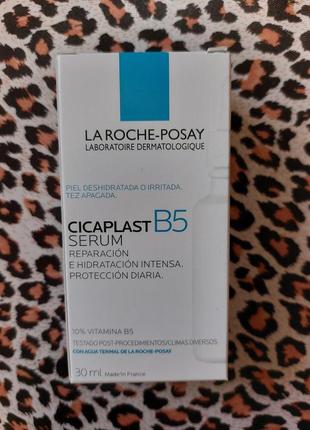 LA ROCHE-POSAY
LABORATOIRE DERMATOLOGIQUE
PIEL DESHIDRATADA O IRRITADA.
TEZ APAGADA.
CICAPLAST B5
SERUM
REPARACIÓN
E HIDRATACIÓN INTENSA.
PROTECCIÓN DIARIA.
10% VITAMINA B5
TESTADO POST-PROCEDIMIENTOS/CLIMAS DIVERSOS
CON AGUA TERMAL DE LA ROCHE-POSAY
30 ml Made in France